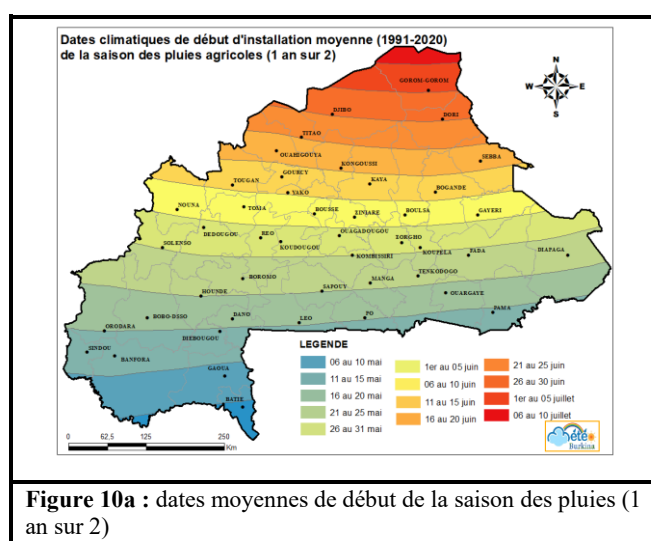 Dates climatiques de début d'installation moyenne (1991-2020)
de la saison des pluies agricoles (1 an sur 2)
N
W E
S
GOROM-GOROM
DJIBO
DORI
TITAO
OUAHIGOUYA
KONGOUSSI
SEBBA
GOURCY
TOUGAN
KAYA
YAKO
BOGANDE
NOUNA
TOMA
BOUSSE
ZINIARE
BOULSA
GAYERI
DEDOUGOU
REO
OUAGADOUGOU
SOLENSO
KOUDOUGOU
ZORGHO
KOUPELA
FADA
DIAPAGA
KOMBISSIRI
BOROMO
MANGA
TENKODOGO
HOUNDE
SAPOUY
OUARGAYE
BOBO-DSSO
DANO
LEO
PO
PAMA
ORODARA
DIEBOUGOU
SINDOU
BANFORA
GAOUA
BATIE
LEGENDE
06 au 10 mai
11 au 15 mai
16 au 20 mai
21 au 25 mai
26 au 31 mai
1er au 05 juin
06 au 10 juin
11 au 15 juin
16 au 20 juin
21 au 25 juin
26 au 30 juin
1er au 05 juillet
06 au 10 juillet
0 62,5 125 250
Km
météo
Burkina
Figure 10a : dates moyennes de début de la saison des pluies (1
an sur 2)